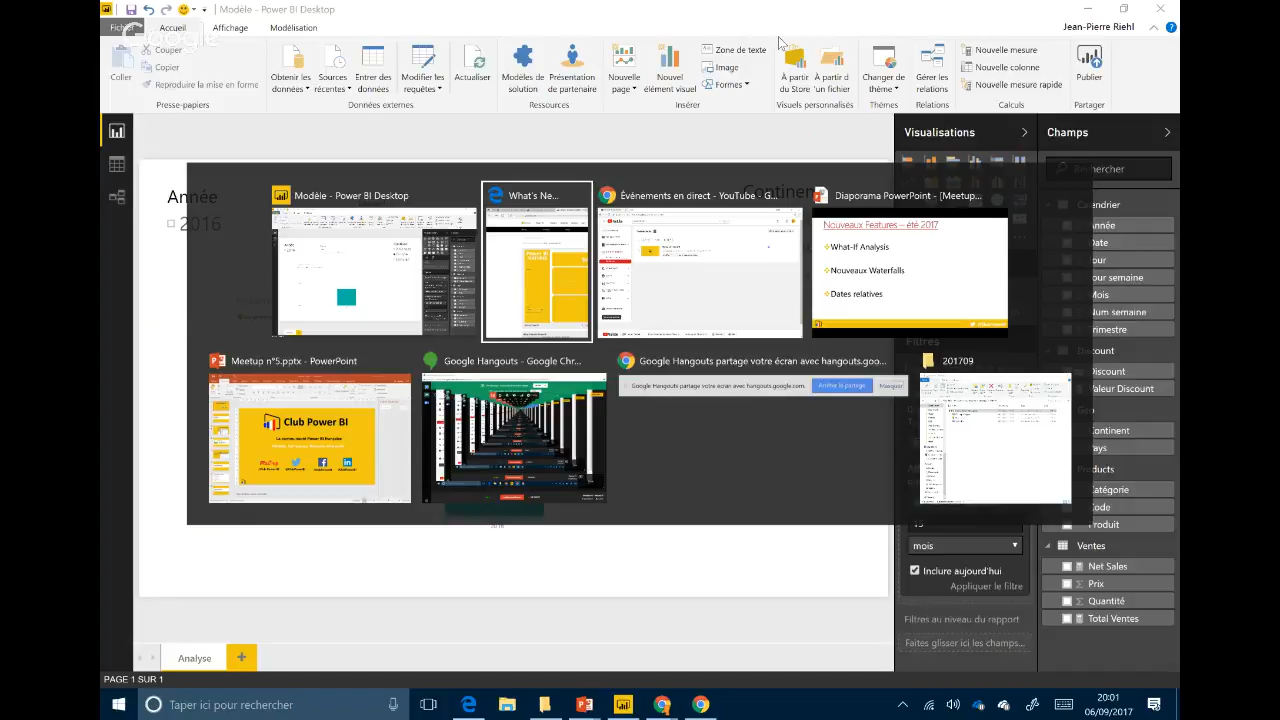 Modèle - Power BI Desktop
Fichier Accueil Affichage Modélisation
Google
Jean-Pierre Riehl
Coller
Couper
Copier
Reproduire la mise en forme
Presse-papiers
Obtenir les données
Sources récentes
Entrer des données
Modifier les requêtes
Actualiser
Données externes
Modèles de solution
Présentation de partenaire
Ressources
Nouvelle page
Nouvel élément visuel
Zone de texte
Image
Formes
Insérer
À partir du Store
À partir d'un fichier
Visuels personnalisés
Changer de thème
Thèmes
Gérer les relations
Relations
Nouvelle mesure
Nouvelle colonne
Nouvelle mesure rapide
Calculs
Publier
Partager
Visualisations
Champs
Rechercher
Année
2016
Continen
Modèle - Power BI Desktop
What's Ne...
Événements en direct - YouTube - G...
Diaporama PowerPoint - [Meetup...
Nouveaux Features – été 2017
What-If Analysis
Nouveaux Waterfalls
Dates relatives
Meetup n°5.pptx - PowerPoint
Club Power BI
Google Hangouts - Google Chr...
Google Hangouts partage votre écran avec hangouts.goo...
Google Hangouts partage votre écran avec hangouts.google.com.
Arrêter le partage
Masquer
201709
Filtres
Calendrier
Année
Date
Jour
Jour semaine
Mois
Num semaine
Trimestre
Discount
Discount
Valeur Discount
Geo
Continent
Pays
Products
Catégorie
Code
Produit
Ventes
Net Sales
Prix
Quantité
Total Ventes
mois
Inclure aujourd'hui
Appliquer le filtre
Filtres au niveau du rapport
Faites glisser ici les champs...
2016
Analyse
PAGE 1 SUR 1
Taper ici pour rechercher
20:01
06/09/2017